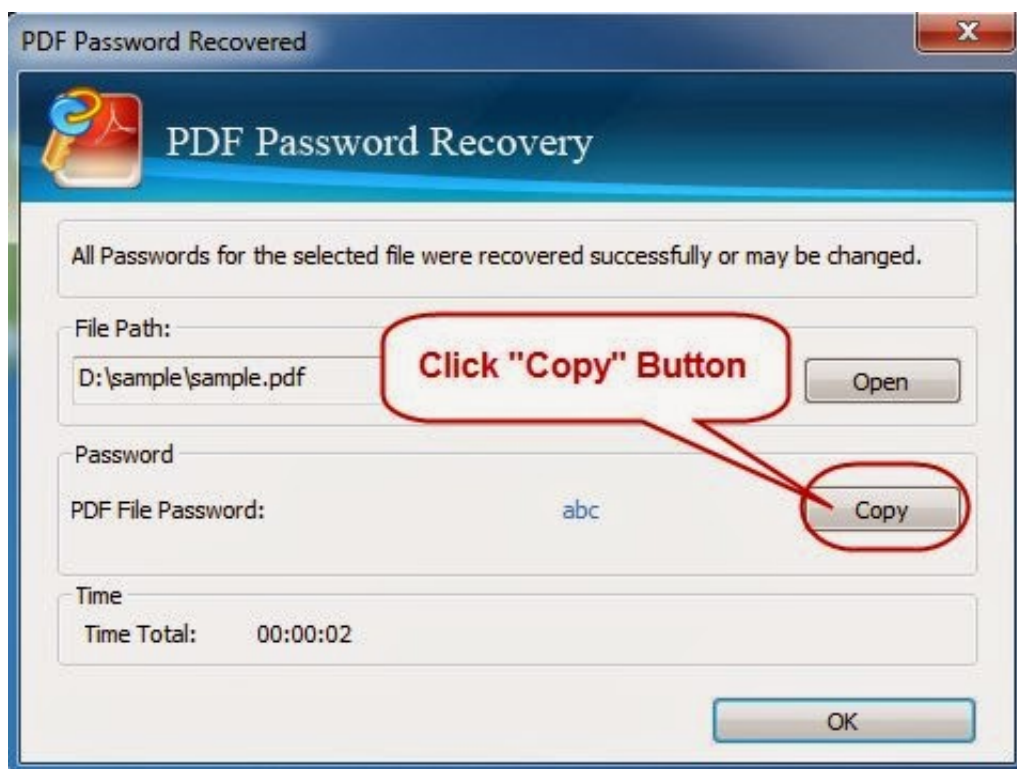 PDF Password Recovered
x
PDF Password Recovery
All Passwords for the selected file were recovered successfully or may be changed.
File Path:
D:\sample\sample.pdf
Click "Copy" Button
Open
Password
PDF File Password:
abc
Copy
Time
Time Total: 00:00:02
OK